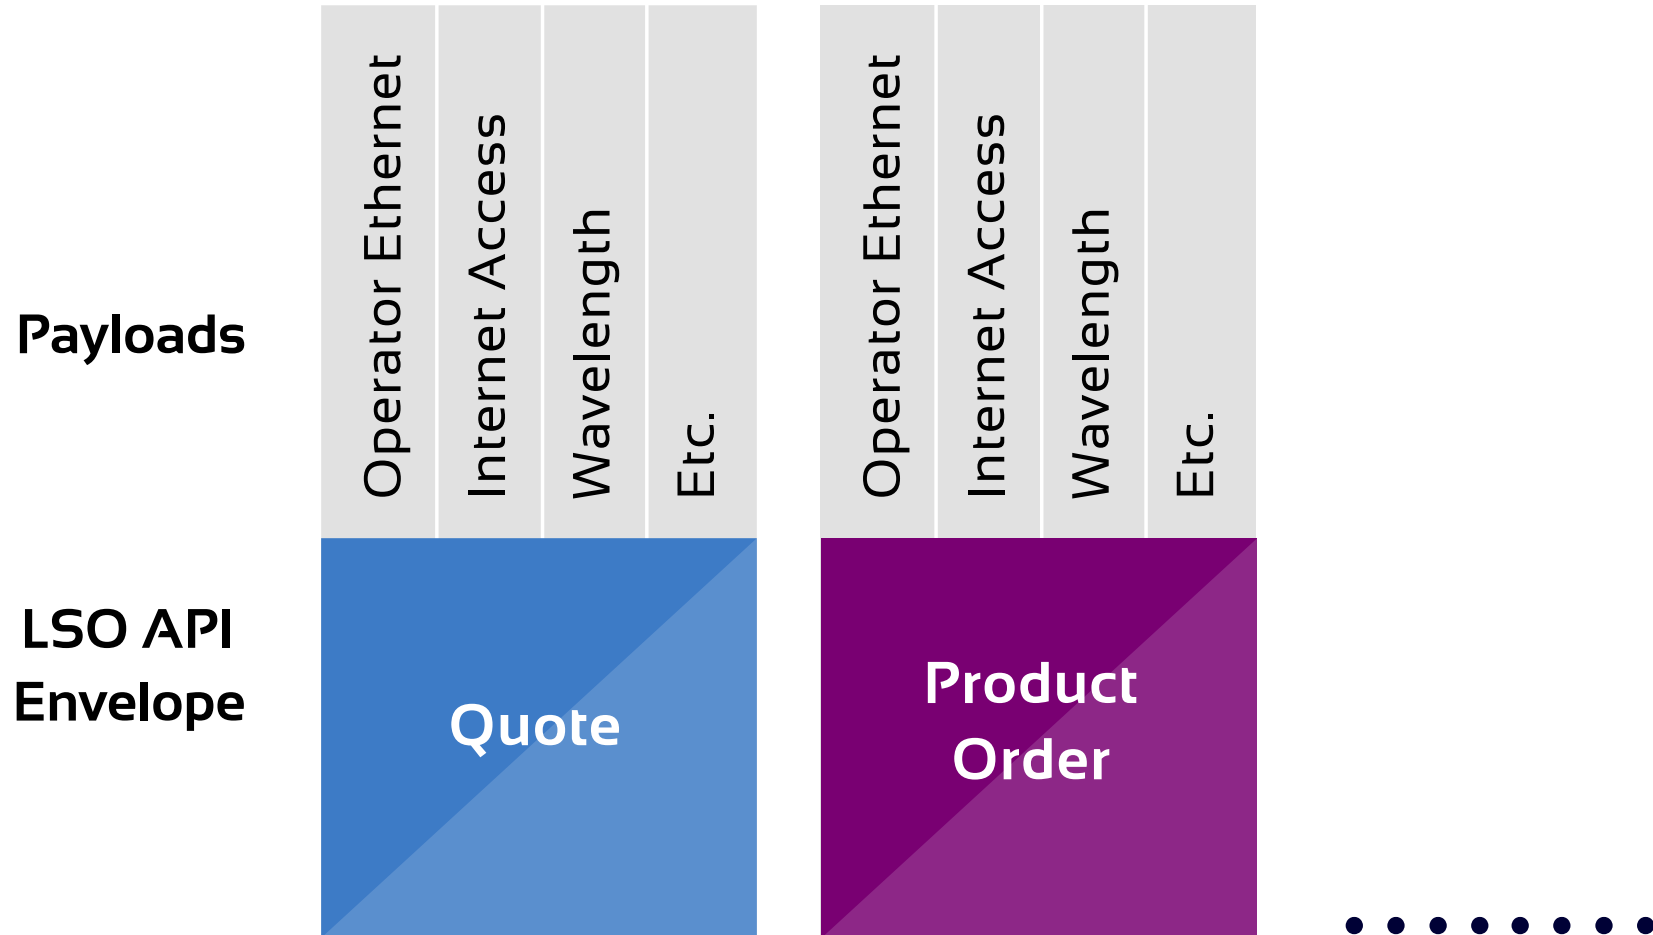 Payloads
Operator Ethernet
Internet Access
Wavelength
Etc.
Operator Ethernet
Internet Access
Wavelength
Etc.
LSO API
Envelope
Quote
Product
Order